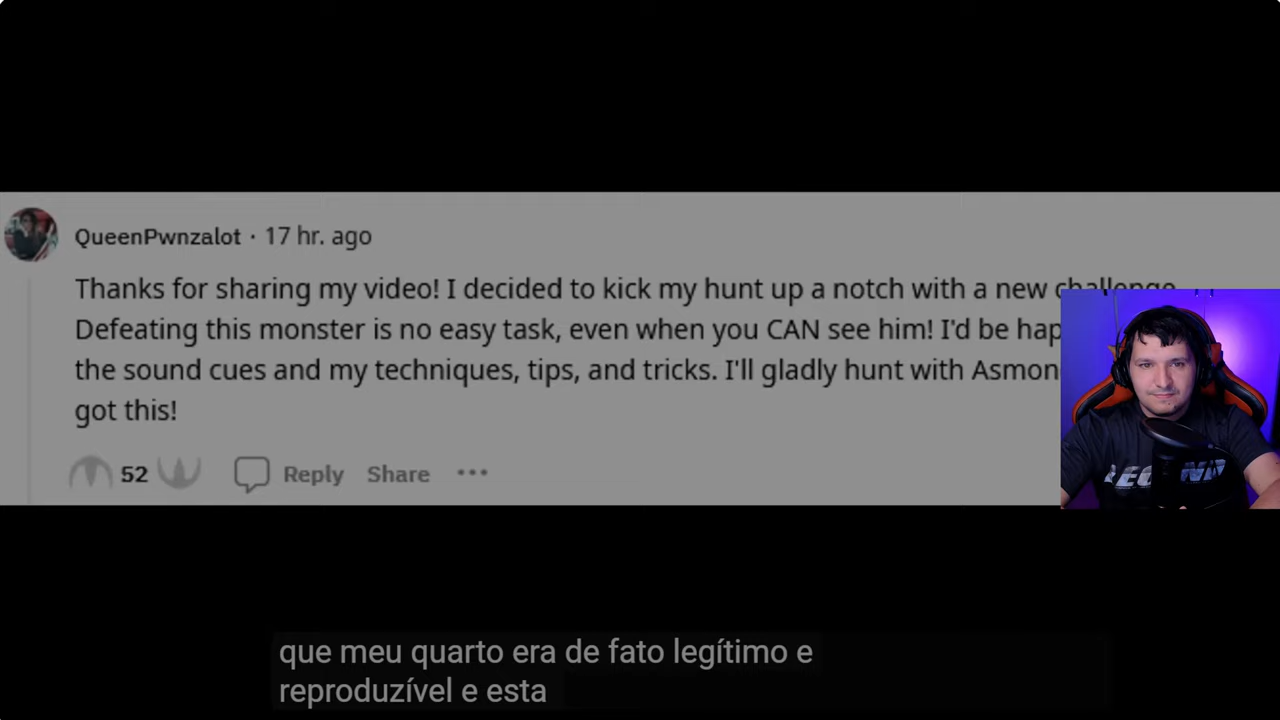 QueenPwnzalot · 17 hr. ago
Thanks for sharing my video! I decided to kick my hunt up a notch with a new challenge
Defeating this monster is no easy task, even when you CAN see him! I'd be
the sound cues and my techniques, tips, and tricks. I'll gladly hunt with
got this!
52 Reply Share •••
que meu quarto era de fato legítimo e
reproduzível e esta